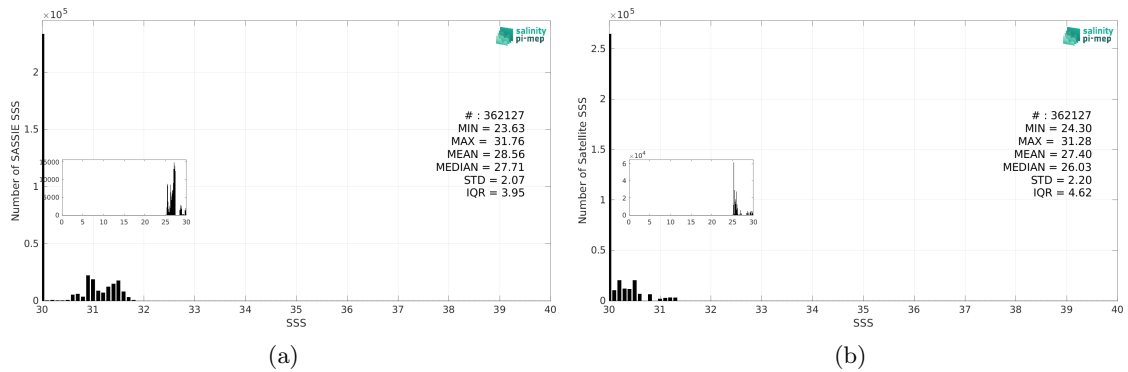 ×10⁵
salinity
pi-mep
# : 362127
MIN = 23.63
MAX = 31.76
MEAN = 28.56
MEDIAN = 27.71
STD = 2.07
IQR = 3.95
Number of SASSIE SSS
2
1.5
1
0.5
0
15000
10000
5000
0
0 5 10 15 20 25 30
30 31 32 33 34 35 36 37 38 39 40
SSS
(a)
×10⁵
salinity
pi-mep
# : 362127
MIN = 24.30
MAX = 31.28
MEAN = 27.40
MEDIAN = 26.03
STD = 2.20
IQR = 4.62
Number of Satellite SSS
2.5
2
1.5
1
0.5
0
×10⁴
6
4
2
0
0 5 10 15 20 25 30
30 31 32 33 34 35 36 37 38 39 40
SSS
(b)